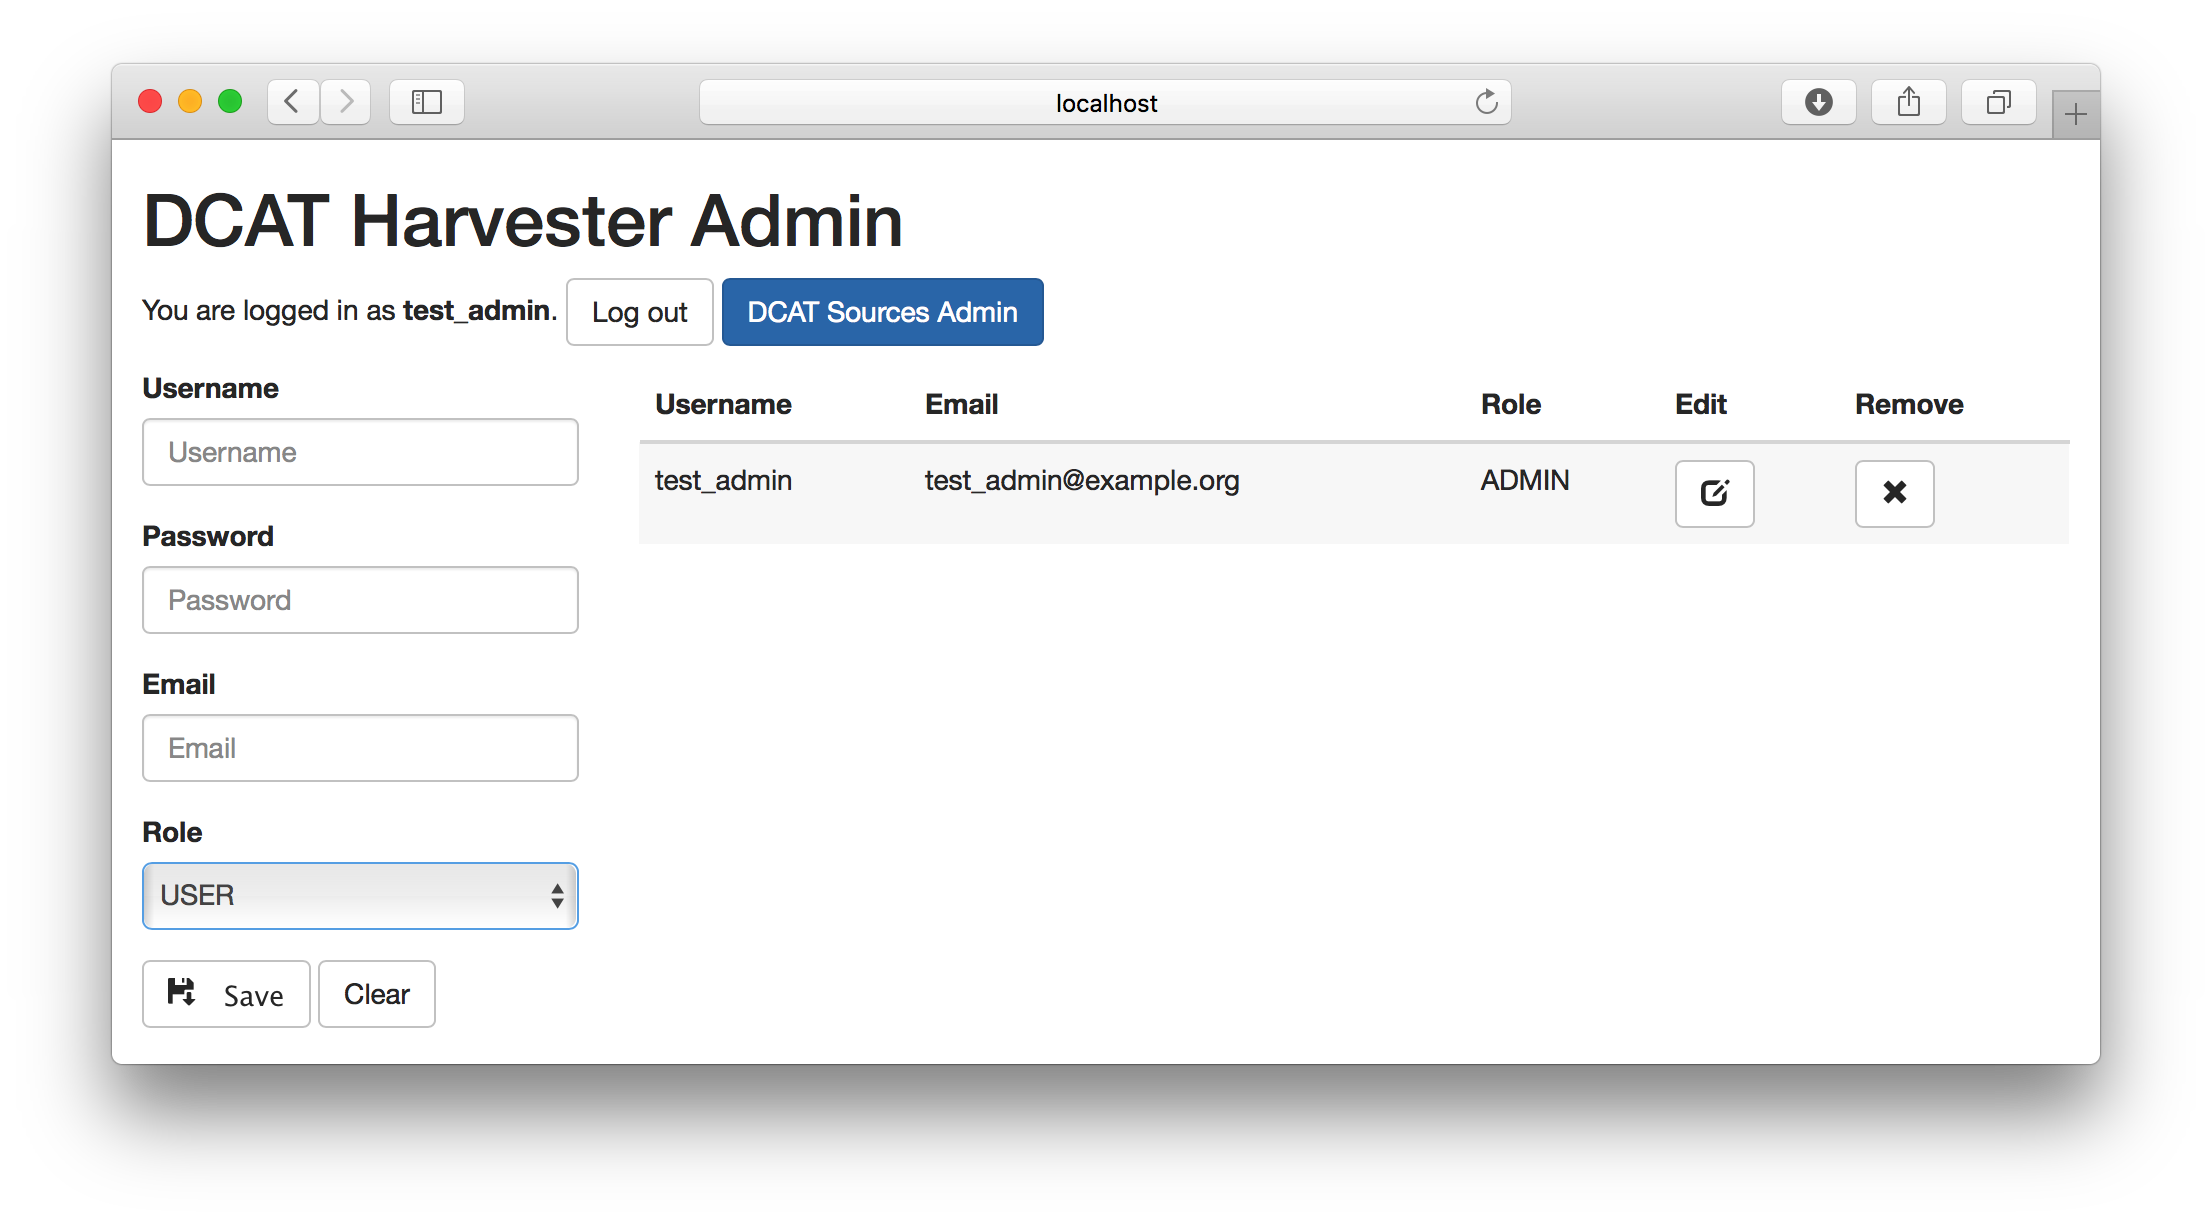 localhost
DCAT Harvester Admin
You are logged in as test_admin. Log out DCAT Sources Admin
Username
Username
Password
Password
Email
Email
Role
USER
Save Clear
Username Email Role Edit Remove
test_admin test_admin@example.org ADMIN